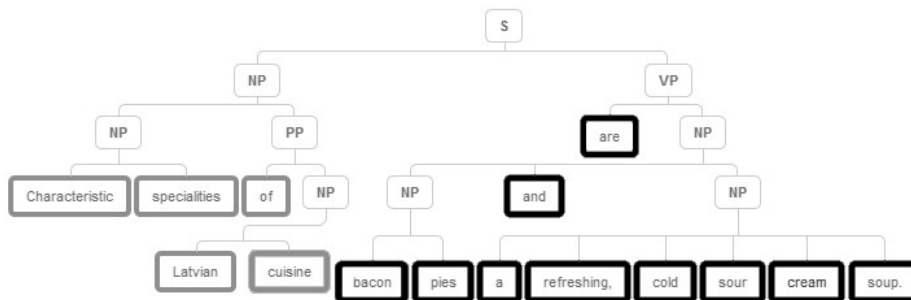 S
NP VP
NP PP are NP
Characteristic specialities of NP NP and NP
Latvian cuisine bacon pies a refreshing, cold sour cream soup.